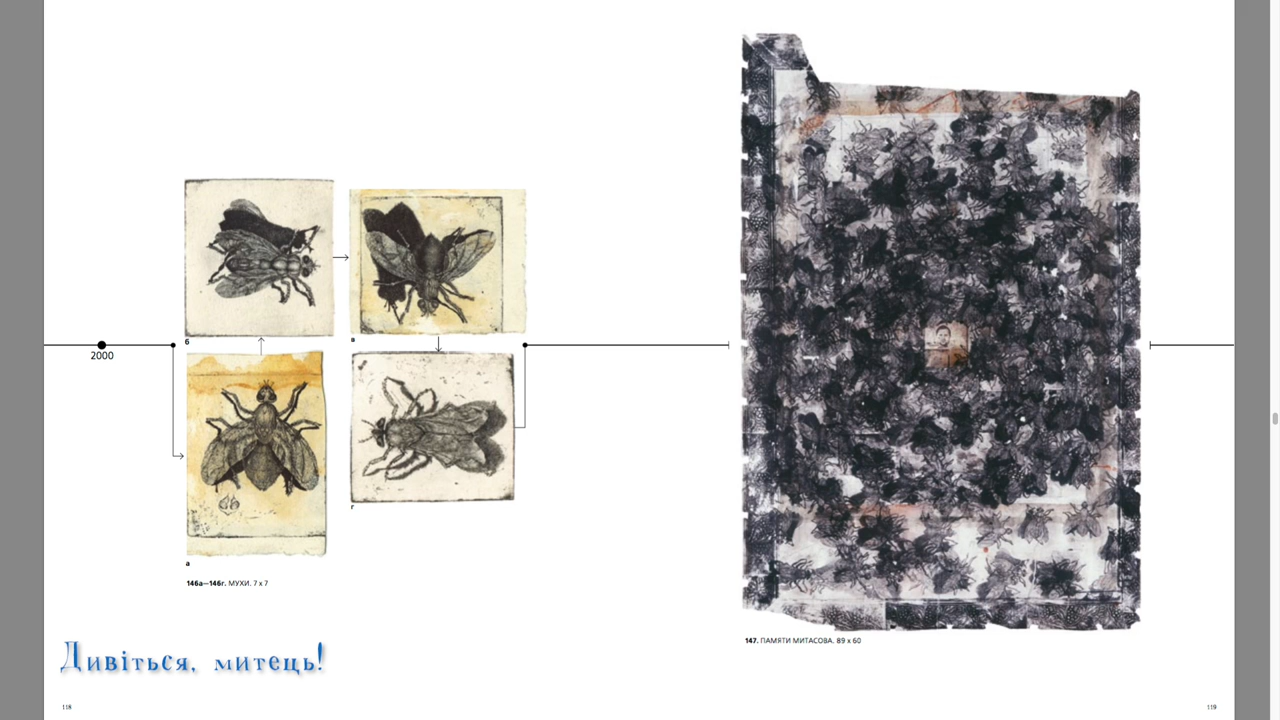 2000
б
в
а
г
146а—146г. МУХИ. 7 x 7
147. ПАМЯТИ МИТАСОВА. 89 x 60
Дивіться, митець!
118
119